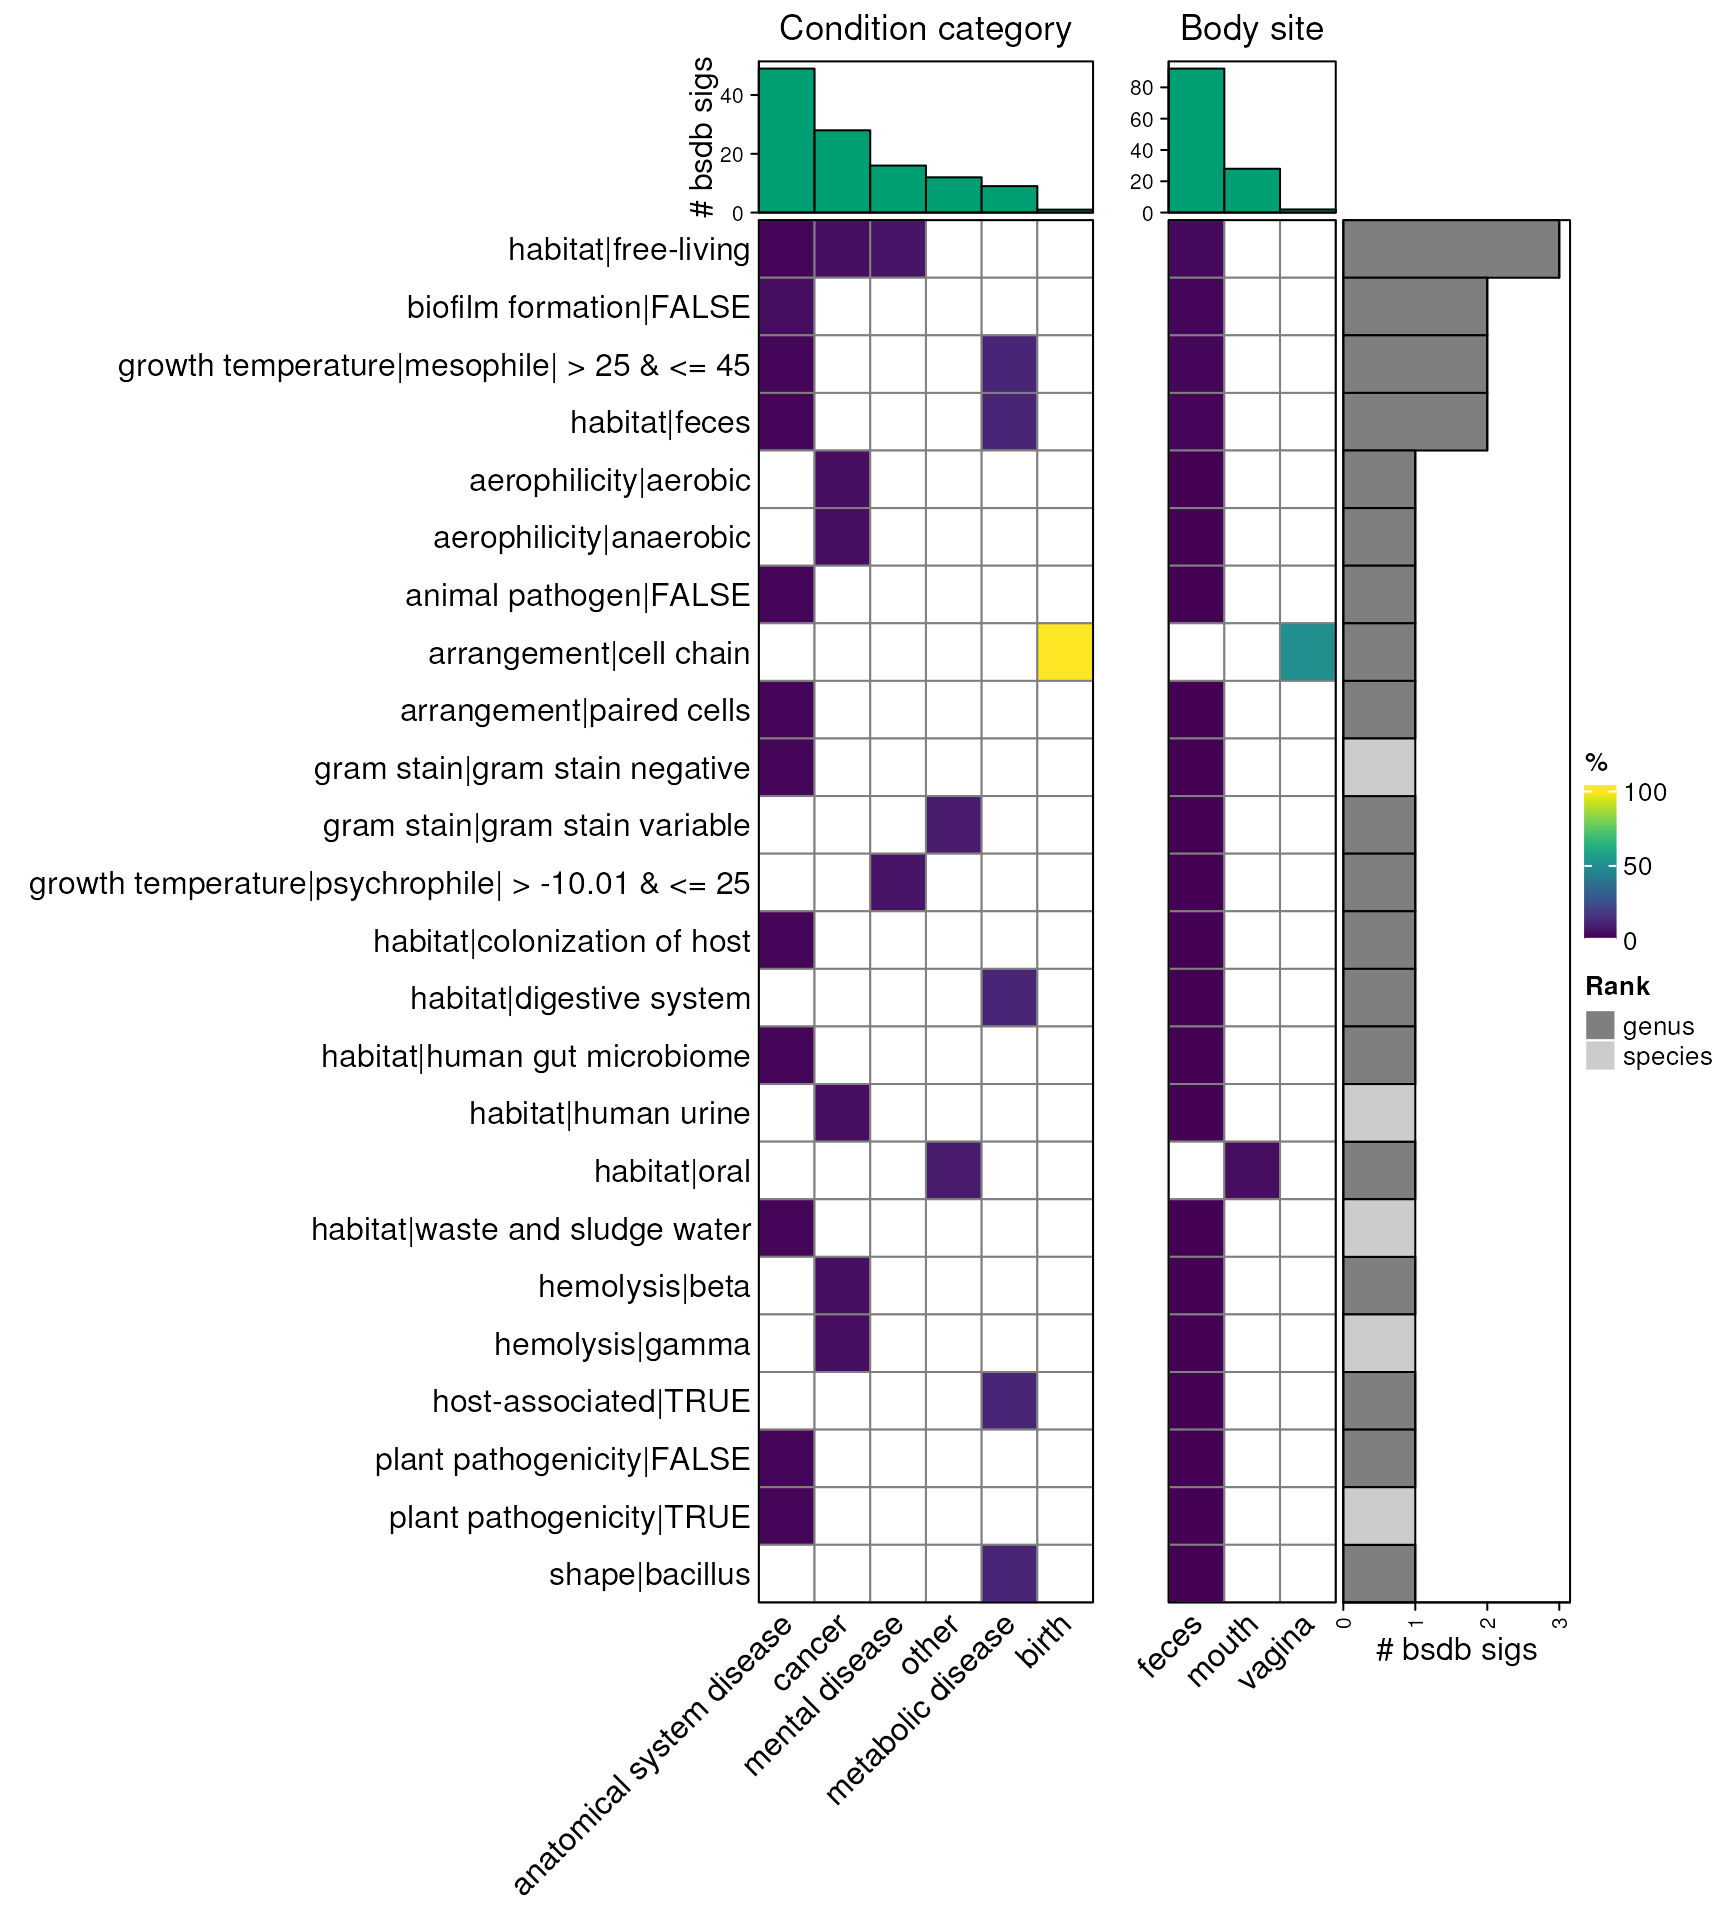 Condition category
Body site
# bsdb sigs
40
20
0
80
60
40
20
0
habitat|free-living
biofilm formation|FALSE
growth temperature|mesophile| > 25 & <= 45
habitat|feces
aerophilicity|aerobic
aerophilicity|anaerobic
animal pathogen|FALSE
arrangement|cell chain
arrangement|paired cells
gram stain|gram stain negative
gram stain|gram stain variable
growth temperature|psychrophile| > -10.01 & <= 25
habitat|colonization of host
habitat|digestive system
habitat|human gut microbiome
habitat|human urine
habitat|oral
habitat|waste and sludge water
hemolysis|beta
hemolysis|gamma
host-associated|TRUE
plant pathogenicity|FALSE
plant pathogenicity|TRUE
shape|bacillus
anatomical system disease
cancer
mental disease
other
metabolic disease
birth
feces
mouth
vagina
0
1
2
3
# bsdb sigs
%
100
50
0
Rank
genus
species